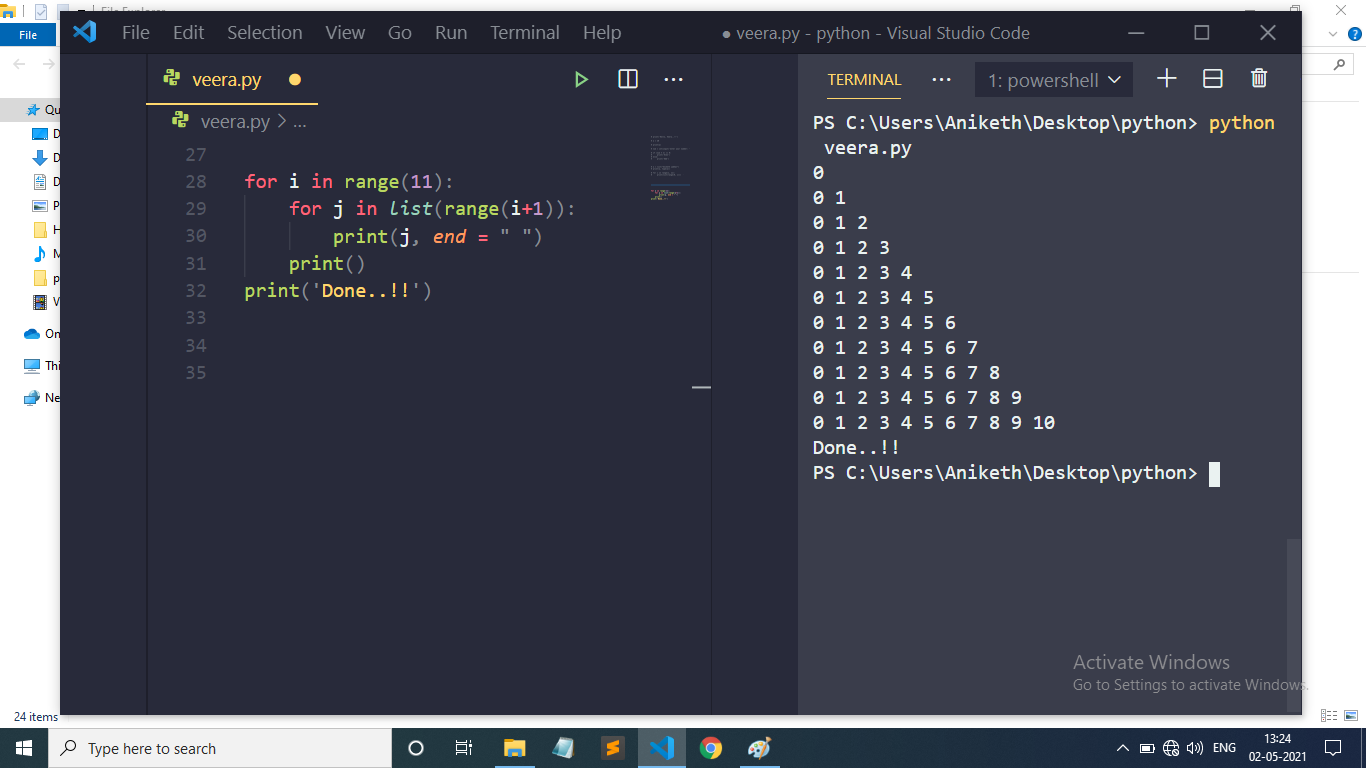 File Explorer
File
Qu
D
D
D
P
H
M
p
V
On
Thi
Ne
24 items
File Edit Selection View Go Run Terminal Help
● veera.py - python - Visual Studio Code
veera.py
veera.py > ...
27
28 for i in range(11):
29     for j in list(range(i+1)):
30         print(j, end = " ")
31     print()
32 print('Done..!!')
33
34
35
TERMINAL ... 1: powershell
PS C:\Users\Aniketh\Desktop\python> python
 veera.py
0
0 1
0 1 2
0 1 2 3
0 1 2 3 4
0 1 2 3 4 5
0 1 2 3 4 5 6
0 1 2 3 4 5 6 7
0 1 2 3 4 5 6 7 8
0 1 2 3 4 5 6 7 8 9
0 1 2 3 4 5 6 7 8 9 10
Done..!!
PS C:\Users\Aniketh\Desktop\python>
Activate Windows
Go to Settings to activate Windows.
Type here to search
ENG
13:24
02-05-2021